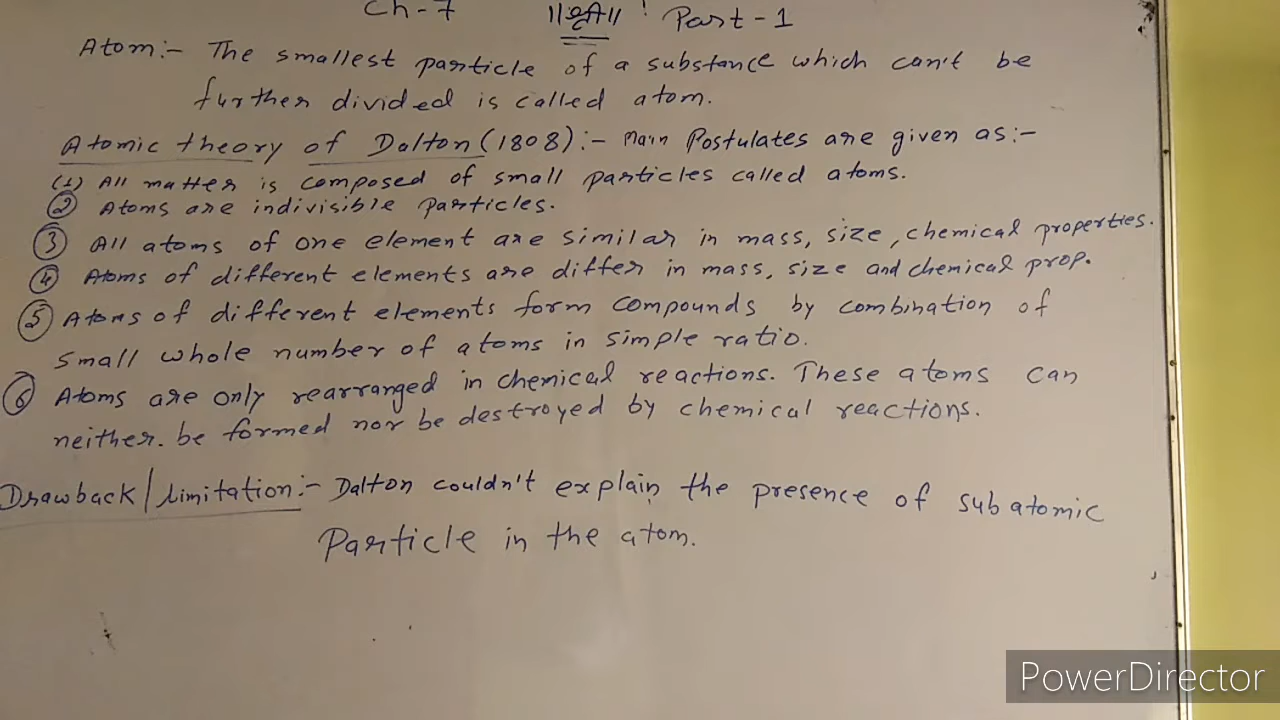 Ch-7 ! Part-1
Atom:- The smallest particle of a substance which can't be
further divided is called atom.
Atomic theory of Dalton (1808):- Main Postulates are given as:-
(1) All matter is composed of small particles called atoms.
② Atoms are indivisible particles.
③ All atoms of one element are similar in mass, size, chemical properties.
④ Atoms of different elements are differ in mass, size and chemical prop.
⑤ Atoms of different elements form compounds by combination of
small whole number of atoms in simple ratio.
⑥ Atoms are only rearranged in chemical reactions. These atoms can
neither. be formed nor be destroyed by chemical reactions.
Drawback/limitation:- Dalton couldn't explain the presence of subatomic
Particle in the atom.
PowerDirector